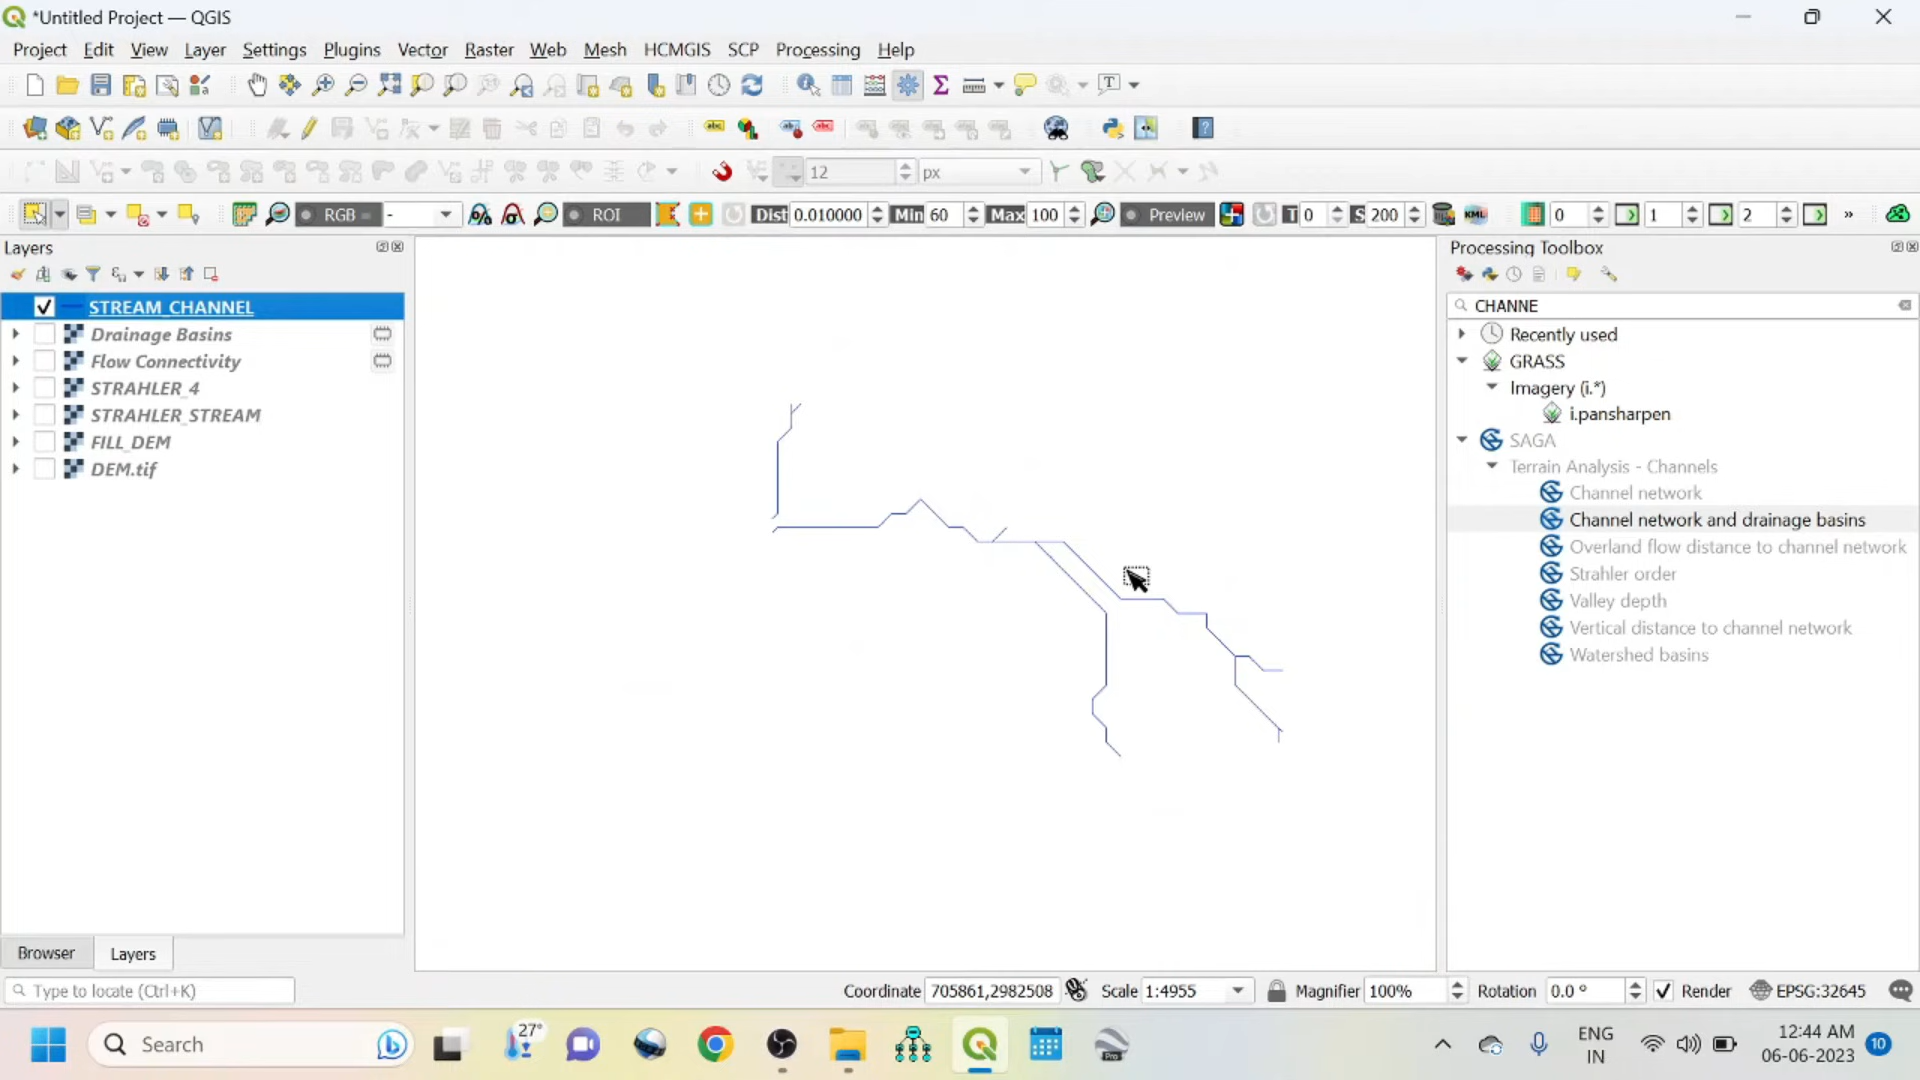 *Untitled Project — QGIS
Project Edit View Layer Settings Plugins Vector Raster Web Mesh HCMGIS SCP Processing Help
12 px
RGB = - ROI Dist 0.010000 Min 60 Max 100 Preview T 0 S 200 KML 0 1 2 »
Layers
Processing Toolbox
STREAM_CHANNEL
Drainage Basins
Flow Connectivity
STRAHLER_4
STRAHLER_STREAM
FILL_DEM
DEM.tif
CHANNE
Recently used
GRASS
Imagery (i.*)
i.pansharpen
SAGA
Terrain Analysis - Channels
Channel network
Channel network and drainage basins
Overland flow distance to channel network
Strahler order
Valley depth
Vertical distance to channel network
Watershed basins
Browser Layers
Type to locate (Ctrl+K)
Coordinate 705861,2982508 Scale 1:4955 Magnifier 100% Rotation 0.0 ° Render EPSG:32645
Search
27°
Pro
ENG
IN
12:44 AM
06-06-2023
10